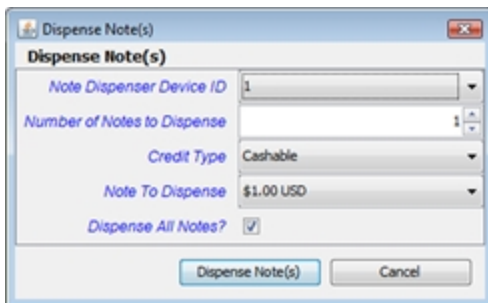 Dispense Note(s)
Dispense Note(s)
Note Dispenser Device ID 1
Number of Notes to Dispense 1
Credit Type Cashable
Note To Dispense $1.00 USD
Dispense All Notes?
Dispense Note(s) Cancel